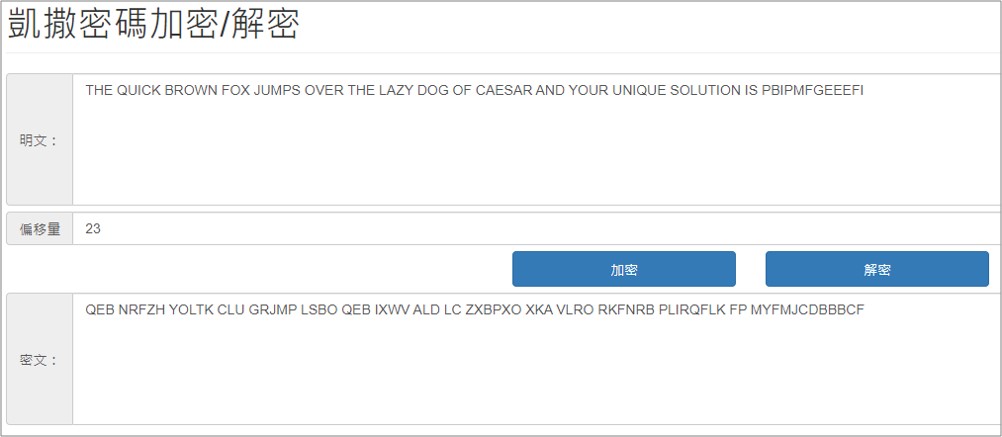 凱撒密碼加密/解密
明文：
THE QUICK BROWN FOX JUMPS OVER THE LAZY DOG OF CAESAR AND YOUR UNIQUE SOLUTION IS PBIPMFGEEEFI
偏移量
23
加密
解密
密文：
QEB NRFZH YOLTK CLU GRJMP LSBO QEB IXWV ALD LC ZXBPXO XKA VLRO RKFNRB PLIRQFLK FP MYFMJCDBBBCF